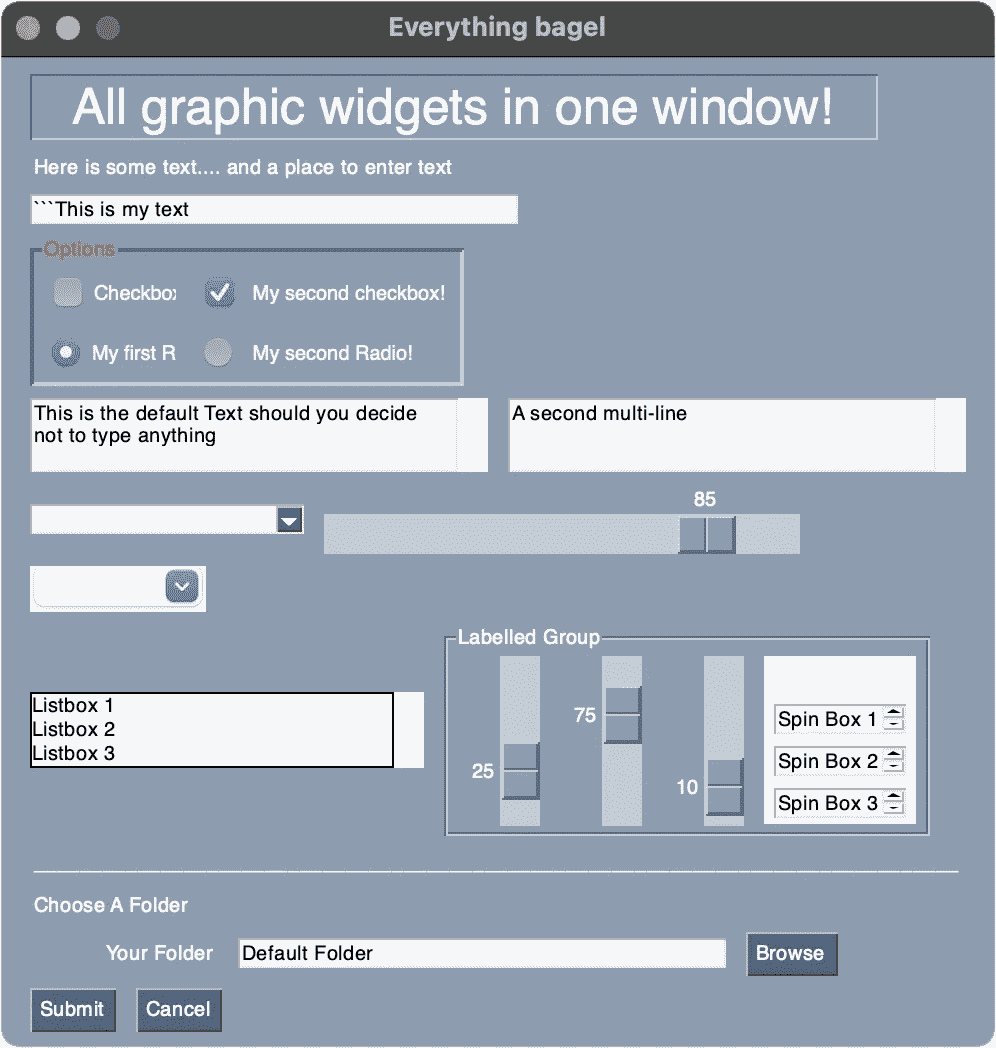 Everything bagel
All graphic widgets in one window!
Here is some text.... and a place to enter text
```This is my text
Options
Checkbox My second checkbox!
My first R My second Radio!
This is the default Text should you decide
not to type anything
A second multi-line
85
Labelled Group
Listbox 1
Listbox 2
Listbox 3
25
75
10
Spin Box 1
Spin Box 2
Spin Box 3
Choose A Folder
Your Folder Default Folder Browse
Submit Cancel